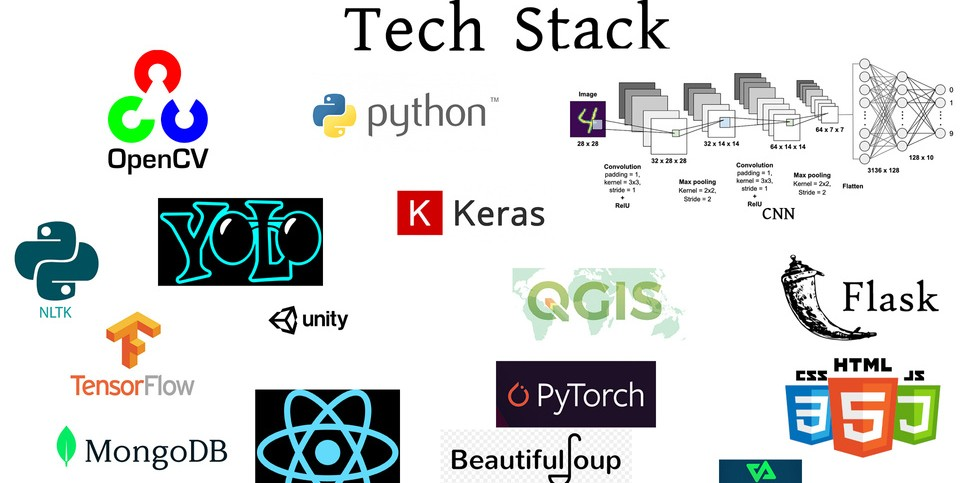 Tech Stack
OpenCV
python™
Image
28 x 28
32 x 28 x 28
32 x 14 x 14
64 x 14 x 14
64 x 7 x 7
3136 x 128
128 x 10
0
1
9
Convolution
padding = 1,
kernel = 3x3,
stride = 1
+
ReLU
Max pooling
Kernel = 2x2,
Stride = 2
Convolution
padding = 1,
kernel = 3x3,
stride = 1
+
ReLU
Max pooling
Kernel = 2x2,
Stride = 2
Flatten
CNN
YOLO
K Keras
NLTK
unity
QGIS
Flask
TensorFlow
PyTorch
CSS HTML JS
3 5
MongoDB
BeautifulSoup